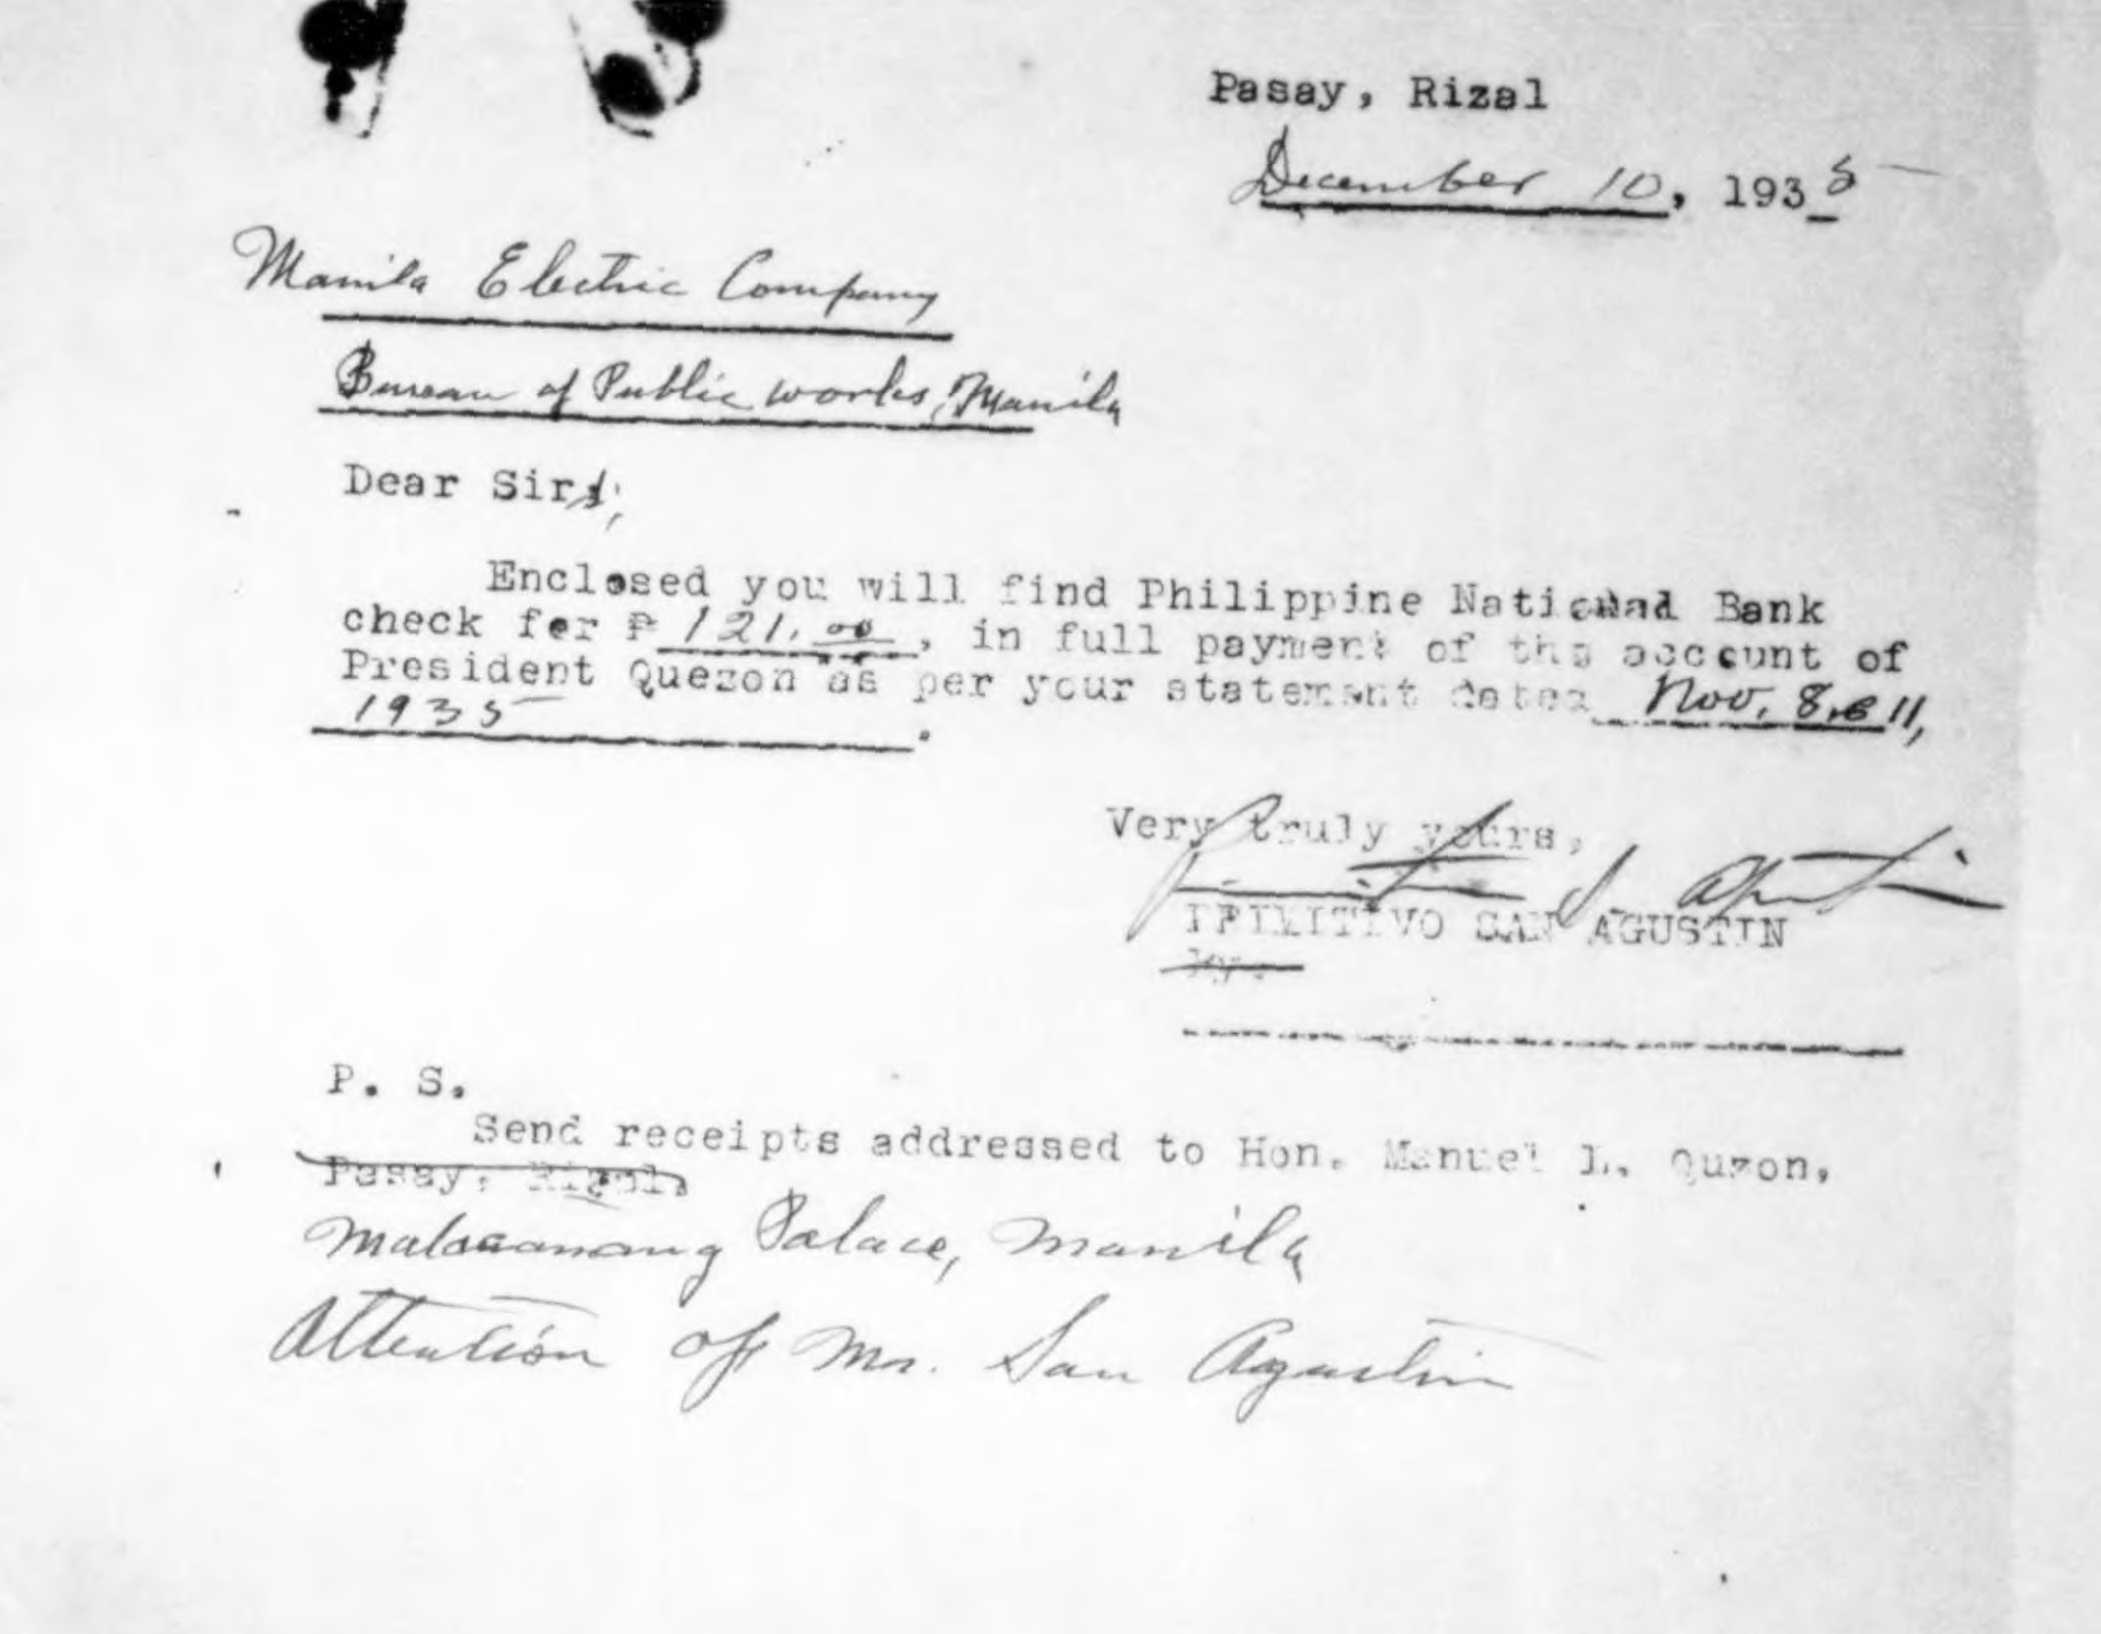 Pasay, Rizal
December 10, 1935
Manila Electric Company
Bureau of Public works, Manila
Dear Sirs;
Enclosed you will find Philippine National Bank
check for ₱ 121.00, in full payment of the account of
President Quezon as per your statement dated Nov. 8, & 11,
1935.
Very truly yours,
PRIMITIVO SAN AGUSTIN
By:
P. S.
Send receipts addressed to Hon. Manuel L. Quzon,
Pasay, Rizal.
Malacanang Palace, Manila
Attention of Mr. San Agustin